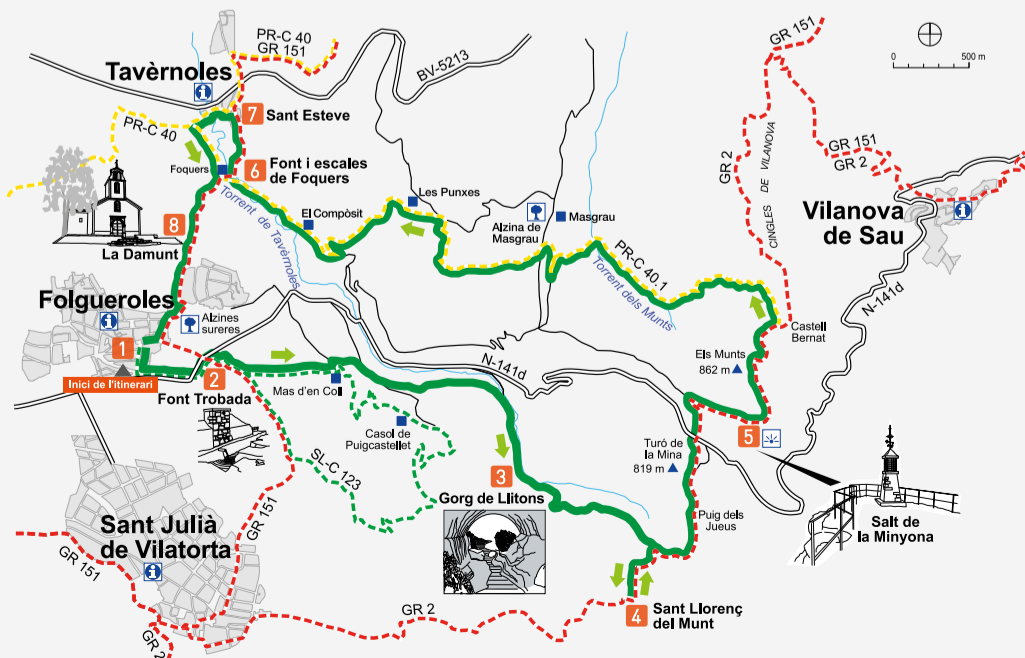 PR-C 40
GR 151
BV-5213
GR 151
500 m
Tavèrnoles
i
PR-C 40
7
Sant Esteve
GR 2
CINGLES DE VILANOVA
GR 151
GR 2
Foquers
6
Font i escales
de Foquers
Les Punxes
Torrent de Tavèrnoles
El Compòsit
Alzina de
Masgrau
Masgrau
Vilanova
de Sau
i
8
La Damunt
PR-C 40.1
Torrent dels Munts
N-141d
Folgueroles
i
Alzines
sureres
Castell
Bernat
1
Inici de l'itinerari
2
Font Trobada
Mas d'en Coll
N-141d
Els Munts
862 m
Casol de
Puigcastellet
SL-C 123
5
Turó de
la Mina
819 m
3
Gorg de Llitons
Salt de
la Minyona
Puig dels
Jueus
Sant Julià
de Vilatorta
i
GR 151
GR 151
GR 2
GR 2
4
Sant Llorenç
del Munt